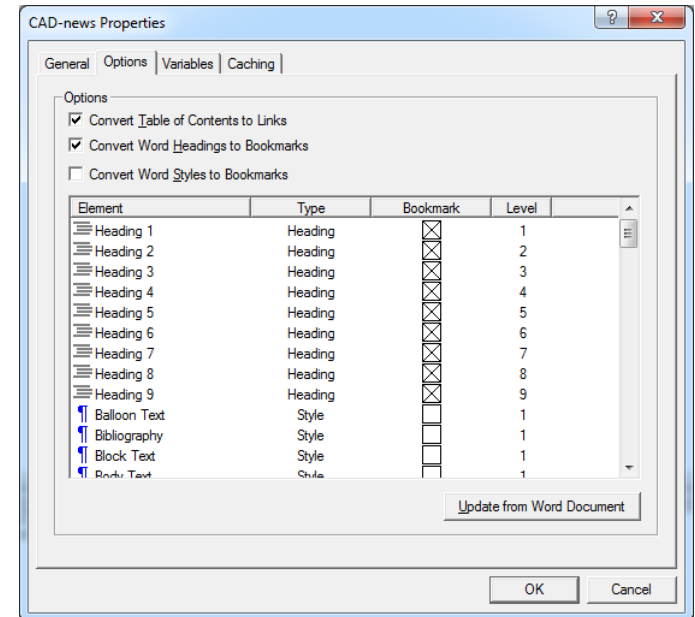 CAD-news Properties
General Options Variables Caching
Options
Convert Table of Contents to Links
Convert Word Headings to Bookmarks
Convert Word Styles to Bookmarks
Element Type Bookmark Level
Heading 1 Heading 1
Heading 2 Heading 2
Heading 3 Heading 3
Heading 4 Heading 4
Heading 5 Heading 5
Heading 6 Heading 6
Heading 7 Heading 7
Heading 8 Heading 8
Heading 9 Heading 9
¶ Balloon Text Style 1
¶ Bibliography Style 1
¶ Block Text Style 1
¶ Body Text Style 1
Update from Word Document
OK Cancel